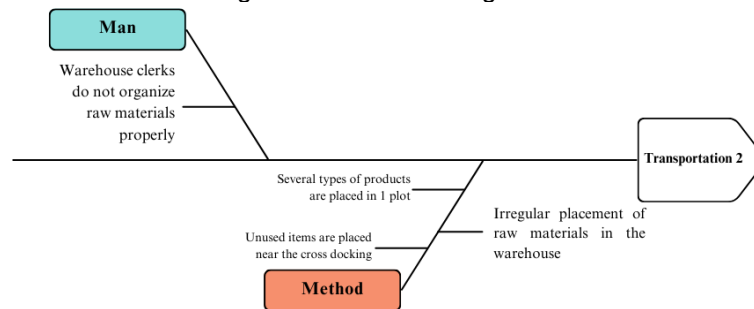 Man
Warehouse clerks
do not organize
raw materials
properly
Transportation 2
Several types of products
are placed in 1 plot
Irregular placement of
raw materials in the
warehouse
Unused items are placed
near the cross docking
Method